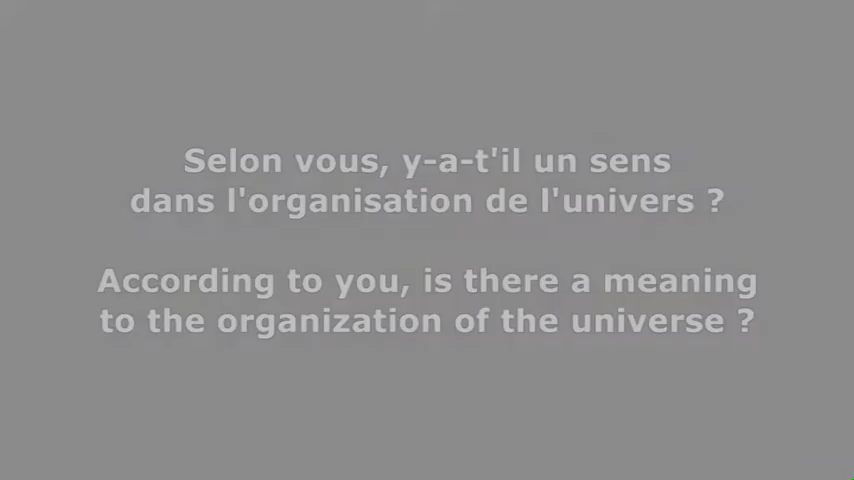 Selon vous, y-a-t'il un sens
dans l'organisation de l'univers ?
According to you, is there a meaning
to the organization of the universe ?